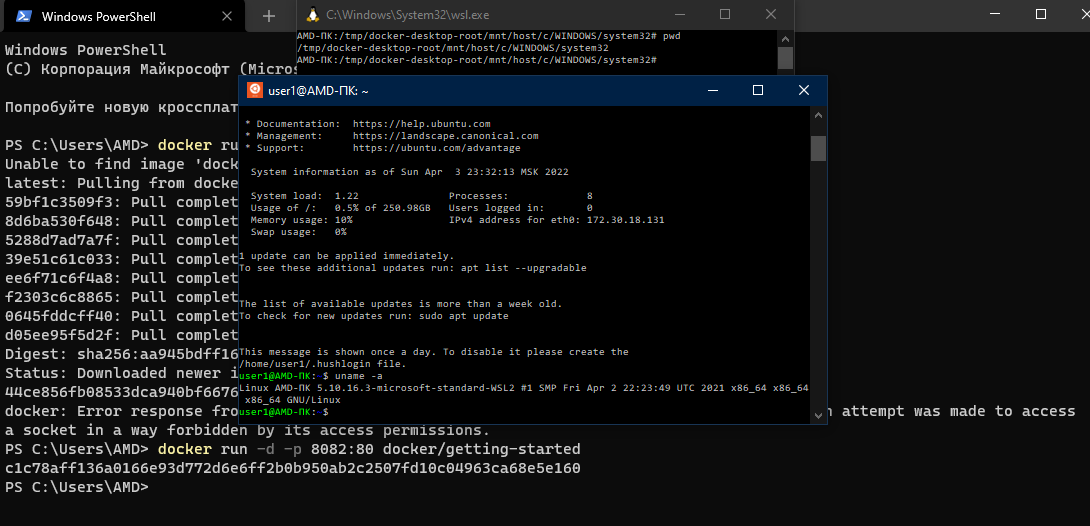 Windows PowerShell
C:\Windows\System32\wsl.exe
AMD-ПК:/tmp/docker-desktop-root/mnt/host/c/WINDOWS/system32# pwd
/tmp/docker-desktop-root/mnt/host/c/WINDOWS/system32
AMD-ПК:/tmp/docker-desktop-root/mnt/host/c/WINDOWS/system32#
Windows PowerShell
(C) Корпорация Майкрософт (Micros
Попробуйте новую кроссплат
PS C:\Users\AMD> docker ru
Unable to find image 'dock
latest: Pulling from docke
59bf1c3509f3: Pull complet
8d6ba530f648: Pull complet
5288d7ad7a7f: Pull complet
39e51c61c033: Pull complet
ee6f71c6f4a8: Pull complet
f2303c6c8865: Pull complet
0645fddcff40: Pull complet
d05ee95f5d2f: Pull complet
Digest: sha256:aa945bdff16
Status: Downloaded newer i
44ce856fb08533dca940bf6676
docker: Error response fro
n attempt was made to access
a socket in a way forbidden by its access permissions.
PS C:\Users\AMD> docker run -d -p 8082:80 docker/getting-started
c1c78aff136a0166e93d772d6e6ff2b0b950ab2c2507fd10c04963ca68e5e160
PS C:\Users\AMD>
user1@AMD-ПК: ~
* Documentation: https://help.ubuntu.com
* Management: https://landscape.canonical.com
* Support: https://ubuntu.com/advantage
System information as of Sun Apr 3 23:32:13 MSK 2022
System load: 1.22 Processes: 8
Usage of /: 0.5% of 250.98GB Users logged in: 0
Memory usage: 10% IPv4 address for eth0: 172.30.18.131
Swap usage: 0%
1 update can be applied immediately.
To see these additional updates run: apt list --upgradable
The list of available updates is more than a week old.
To check for new updates run: sudo apt update
This message is shown once a day. To disable it please create the
/home/user1/.hushlogin file.
user1@AMD-ПК:~$ uname -a
Linux AMD-ПК 5.10.16.3-microsoft-standard-WSL2 #1 SMP Fri Apr 2 22:23:49 UTC 2021 x86_64 x86_64
x86_64 GNU/Linux
user1@AMD-ПК:~$